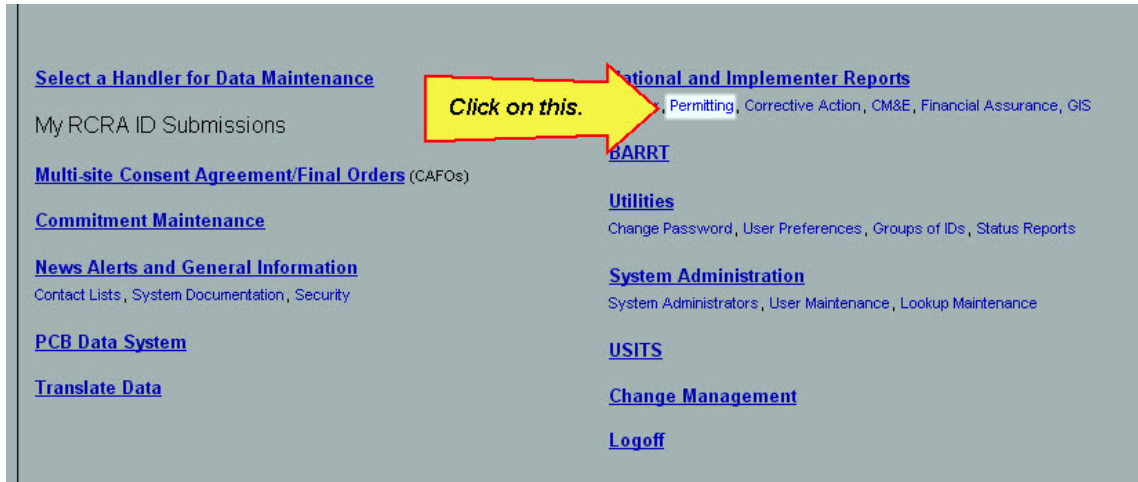 Select a Handler for Data Maintenance
My RCRA ID Submissions
Multi-site Consent Agreement/Final Orders (CAFOs)
Commitment Maintenance
News Alerts and General Information
Contact Lists, System Documentation, Security
PCB Data System
Translate Data
Click on this.
National and Implementer Reports
, Permitting, Corrective Action, CM&E, Financial Assurance, GIS
BARRT
Utilities
Change Password, User Preferences, Groups of IDs, Status Reports
System Administration
System Administrators, User Maintenance, Lookup Maintenance
USITS
Change Management
Logoff